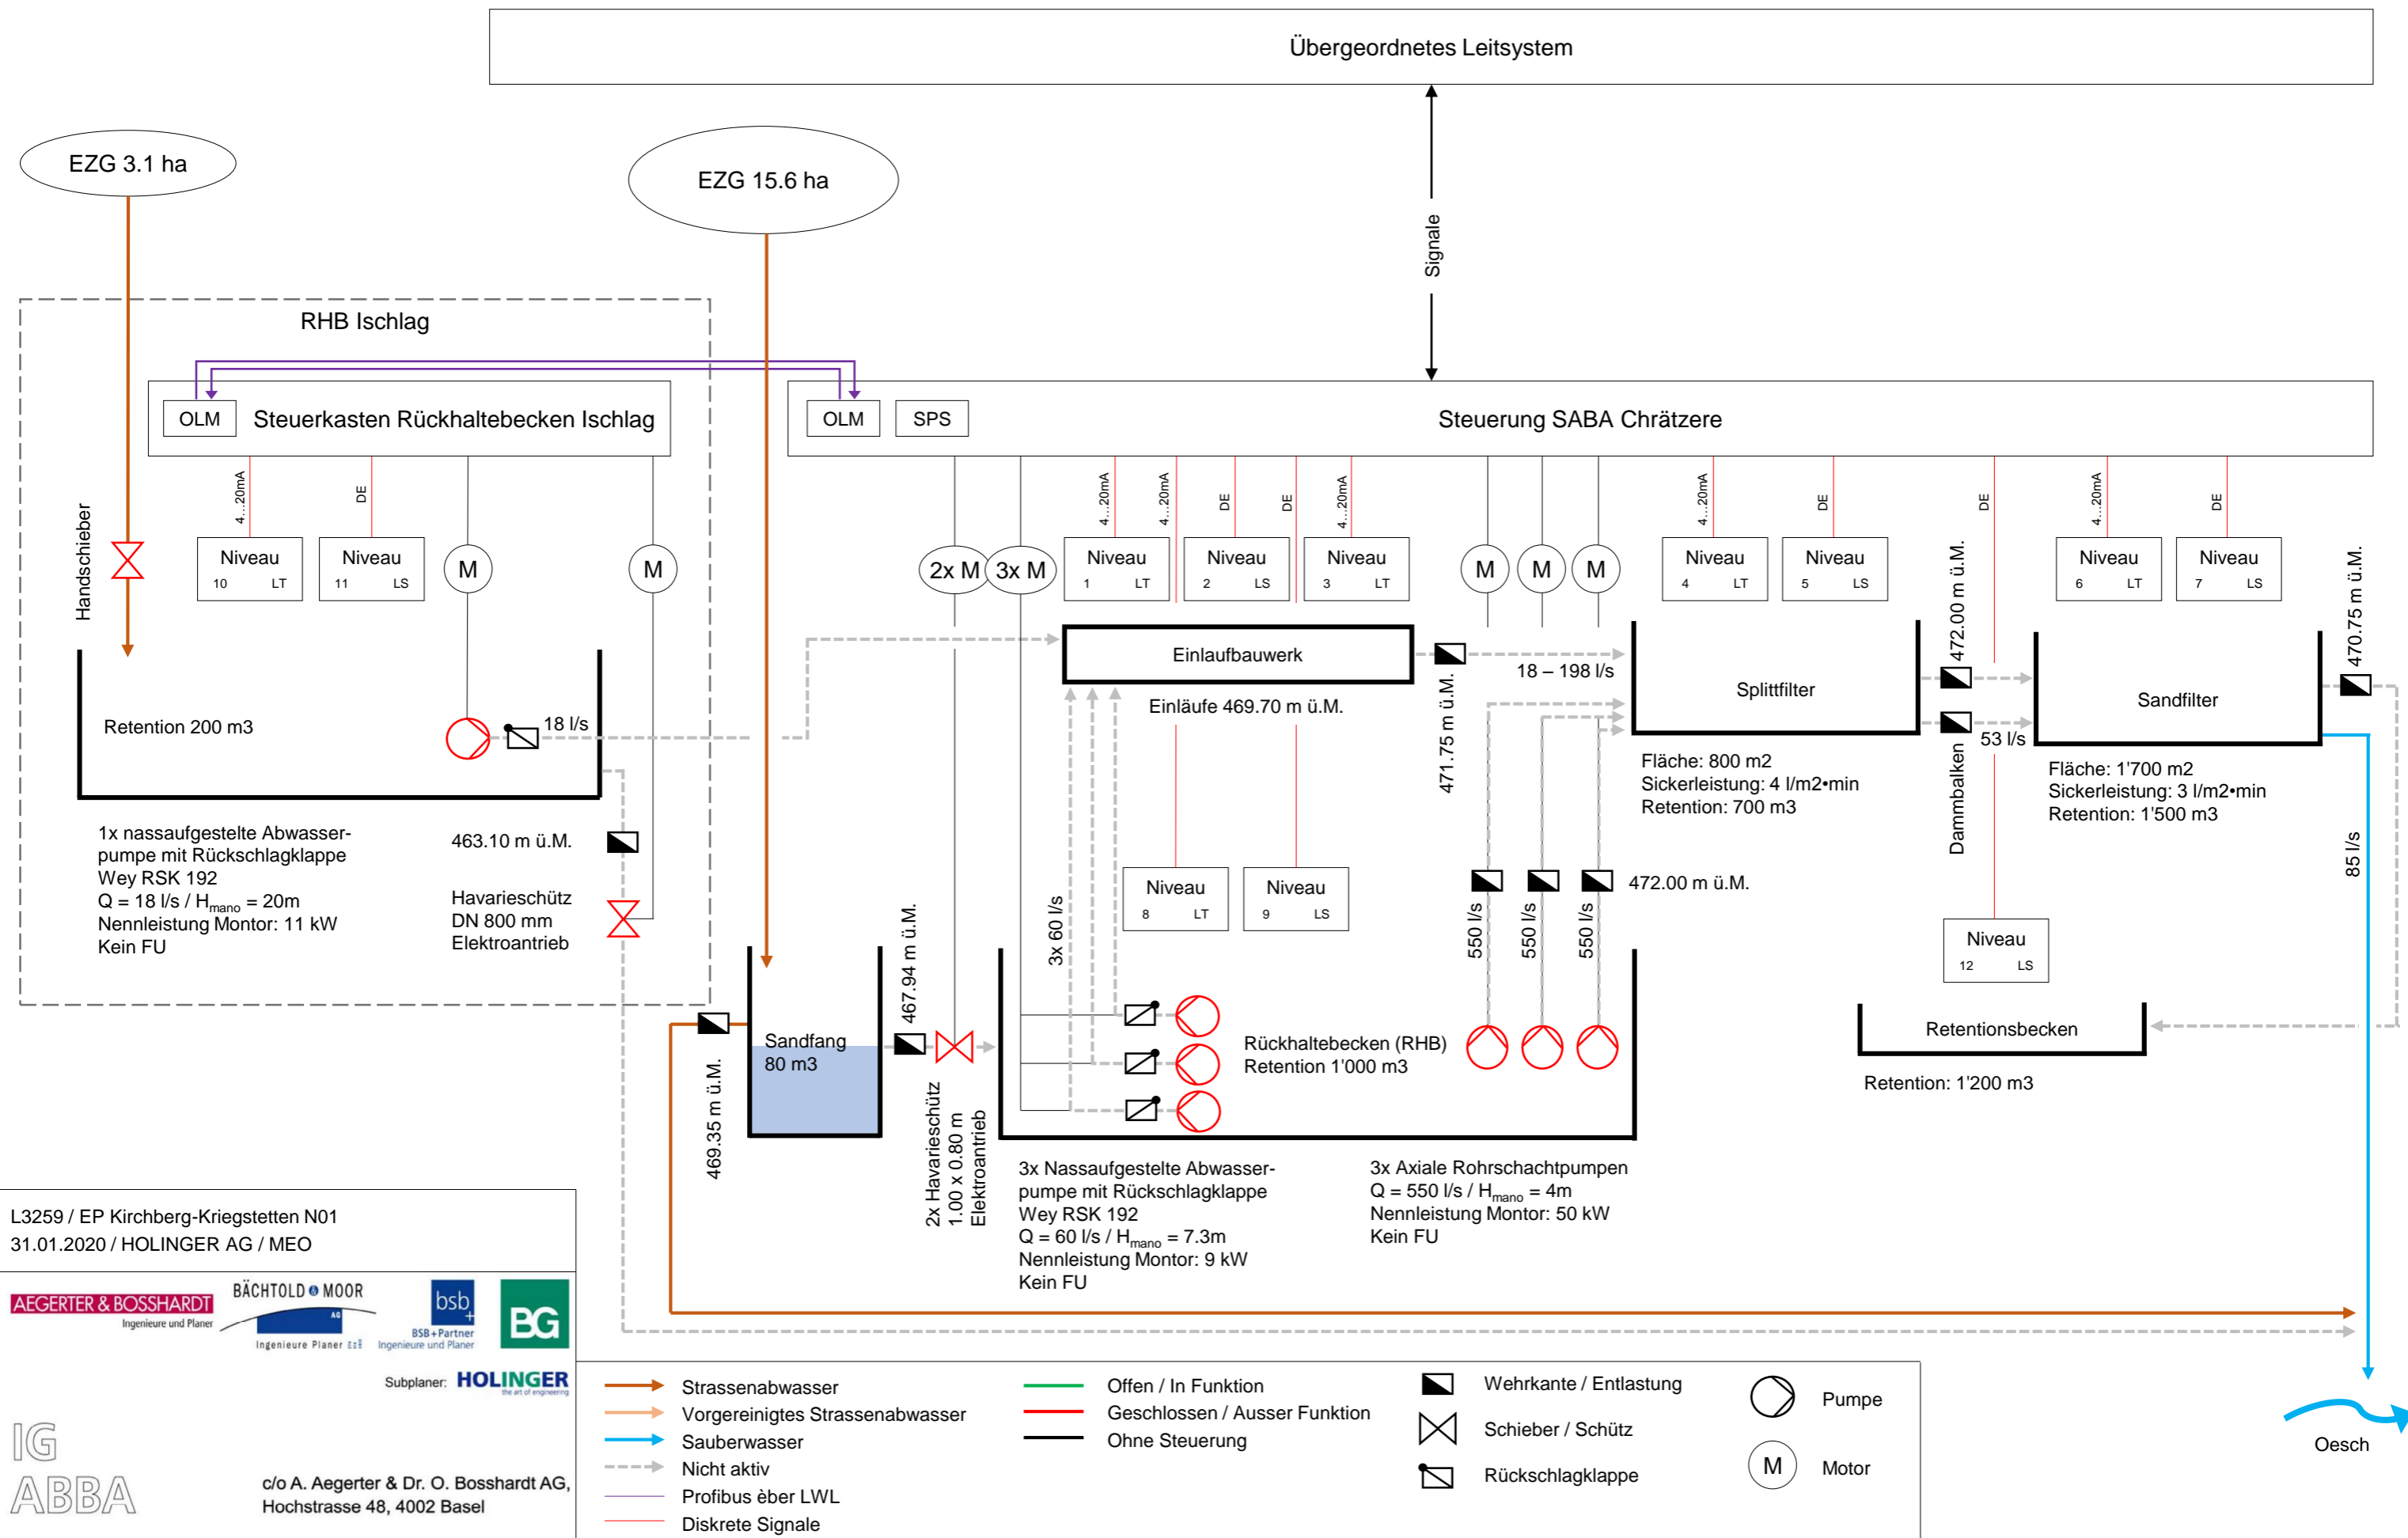 Übergeordnetes Leitsystem
EZG 3.1 ha
EZG 15.6 ha
Signale
RHB Ischlag
OLM
Steuerkasten Rückhaltebecken Ischlag
OLM
SPS
Steuerung SABA Chrätzere
Handschieber
4...20mA
DE
4...20mA
4...20mA
DE
DE
4...20mA
4...20mA
DE
DE
4...20mA
DE
Niveau
10 LT
Niveau
11 LS
M
M
2x M
3x M
Niveau
1 LT
Niveau
2 LS
Niveau
3 LT
M
M
M
Niveau
4 LT
Niveau
5 LS
472.00 m ü.M.
Niveau
6 LT
Niveau
7 LS
470.75 m ü.M.
Retention 200 m3
18 l/s
Einlaufbauwerk
Einläufe 469.70 m ü.M.
471.75 m ü.M.
18 – 198 l/s
Splittfilter
53 l/s
Dammbalken
Sandfilter
Fläche: 800 m2
Sickerleistung: 4 l/m2•min
Retention: 700 m3
Fläche: 1'700 m2
Sickerleistung: 3 l/m2•min
Retention: 1'500 m3
85 l/s
1x nassaufgestelte Abwasser-
pumpe mit Rückschlagklappe
Wey RSK 192
Q = 18 l/s / Hmano = 20m
Nennleistung Montor: 11 kW
Kein FU
463.10 m ü.M.
Havarieschütz
DN 800 mm
Elektroantrieb
3x 60 l/s
Niveau
8 LT
Niveau
9 LS
550 l/s
550 l/s
550 l/s
472.00 m ü.M.
Niveau
12 LS
469.35 m ü.M.
Sandfang
80 m3
467.94 m ü.M.
2x Havarieschütz
1.00 x 0.80 m
Elektroantrieb
Rückhaltebecken (RHB)
Retention 1'000 m3
Retentionsbecken
Retention: 1'200 m3
3x Nassaufgestelte Abwasser-
pumpe mit Rückschlagklappe
Wey RSK 192
Q = 60 l/s / Hmano = 7.3m
Nennleistung Montor: 9 kW
Kein FU
3x Axiale Rohrschachtpumpen
Q = 550 l/s / Hmano = 4m
Nennleistung Montor: 50 kW
Kein FU
L3259 / EP Kirchberg-Kriegstetten N01
31.01.2020 / HOLINGER AG / MEO
AEGERTER & BOSSHARDT
Ingenieure und Planer
BÄCHTOLD & MOOR
AG
Ingenieure Planer
bsb+
BSB+Partner
Ingenieure und Planer
BG
Subplaner: HOLINGER
the art of engineering
IG
ABBA
c/o A. Aegerter & Dr. O. Bosshardt AG,
Hochstrasse 48, 4002 Basel
Strassenabwasser
Vorgereinigtes Strassenabwasser
Sauberwasser
Nicht aktiv
Profibus èber LWL
Diskrete Signale
Offen / In Funktion
Geschlossen / Ausser Funktion
Ohne Steuerung
Wehrkante / Entlastung
Schieber / Schütz
Rückschlagklappe
Pumpe
M
Motor
Oesch